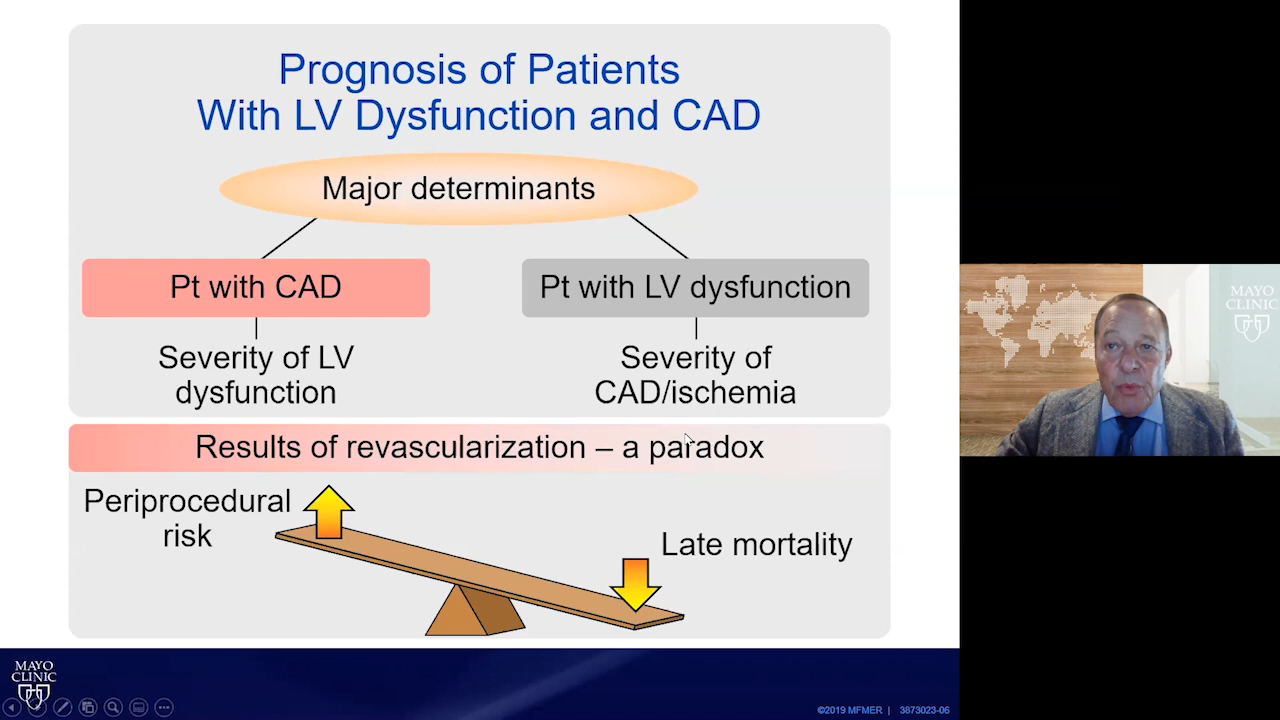 Prognosis of Patients
With LV Dysfunction and CAD
Major determinants
Pt with CAD
Pt with LV dysfunction
Severity of LV
dysfunction
Severity of
CAD/ischemia
Results of revascularization – a paradox
Periprocedural
risk
Late mortality
MAYO
CLINIC
MAYO
CLINIC
©2019 MFMER | 3873023-06